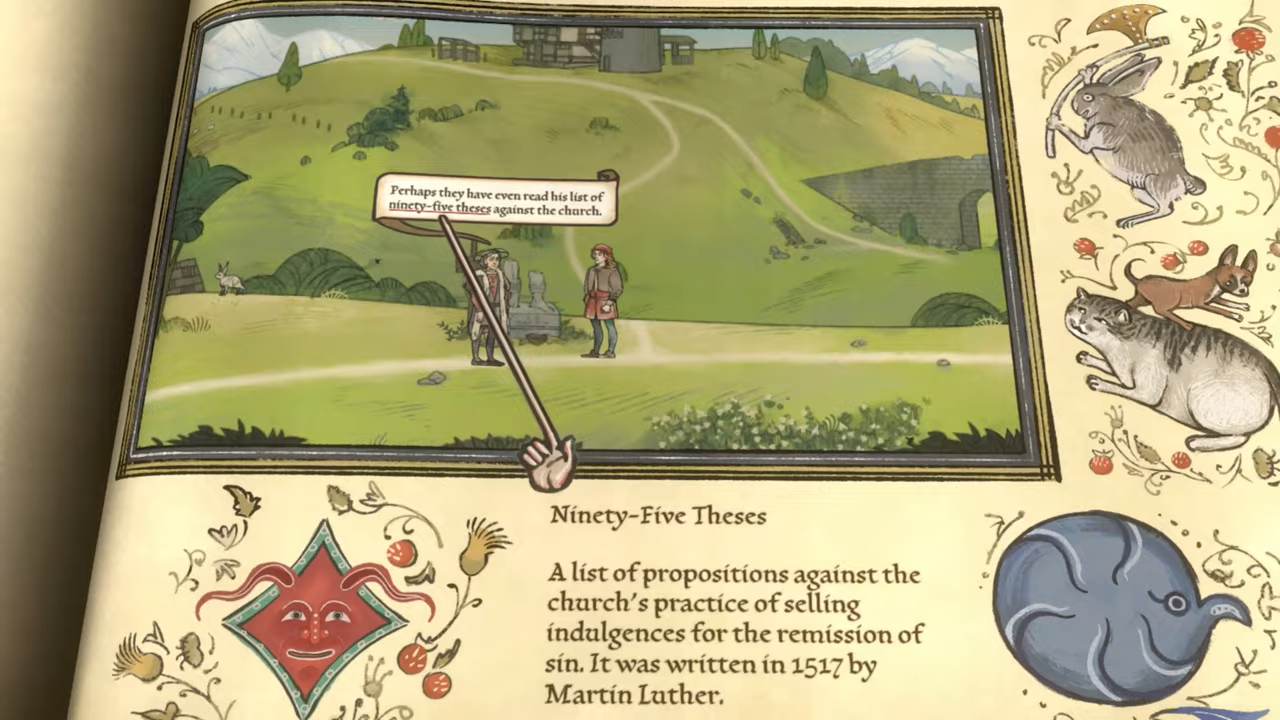 Perhaps they have even read his list of
ninety-five theses against the church.
Ninety-Five Theses
A list of propositions against the
church's practice of selling
indulgences for the remission of
sin. It was written in 1517 by
Martin Luther.